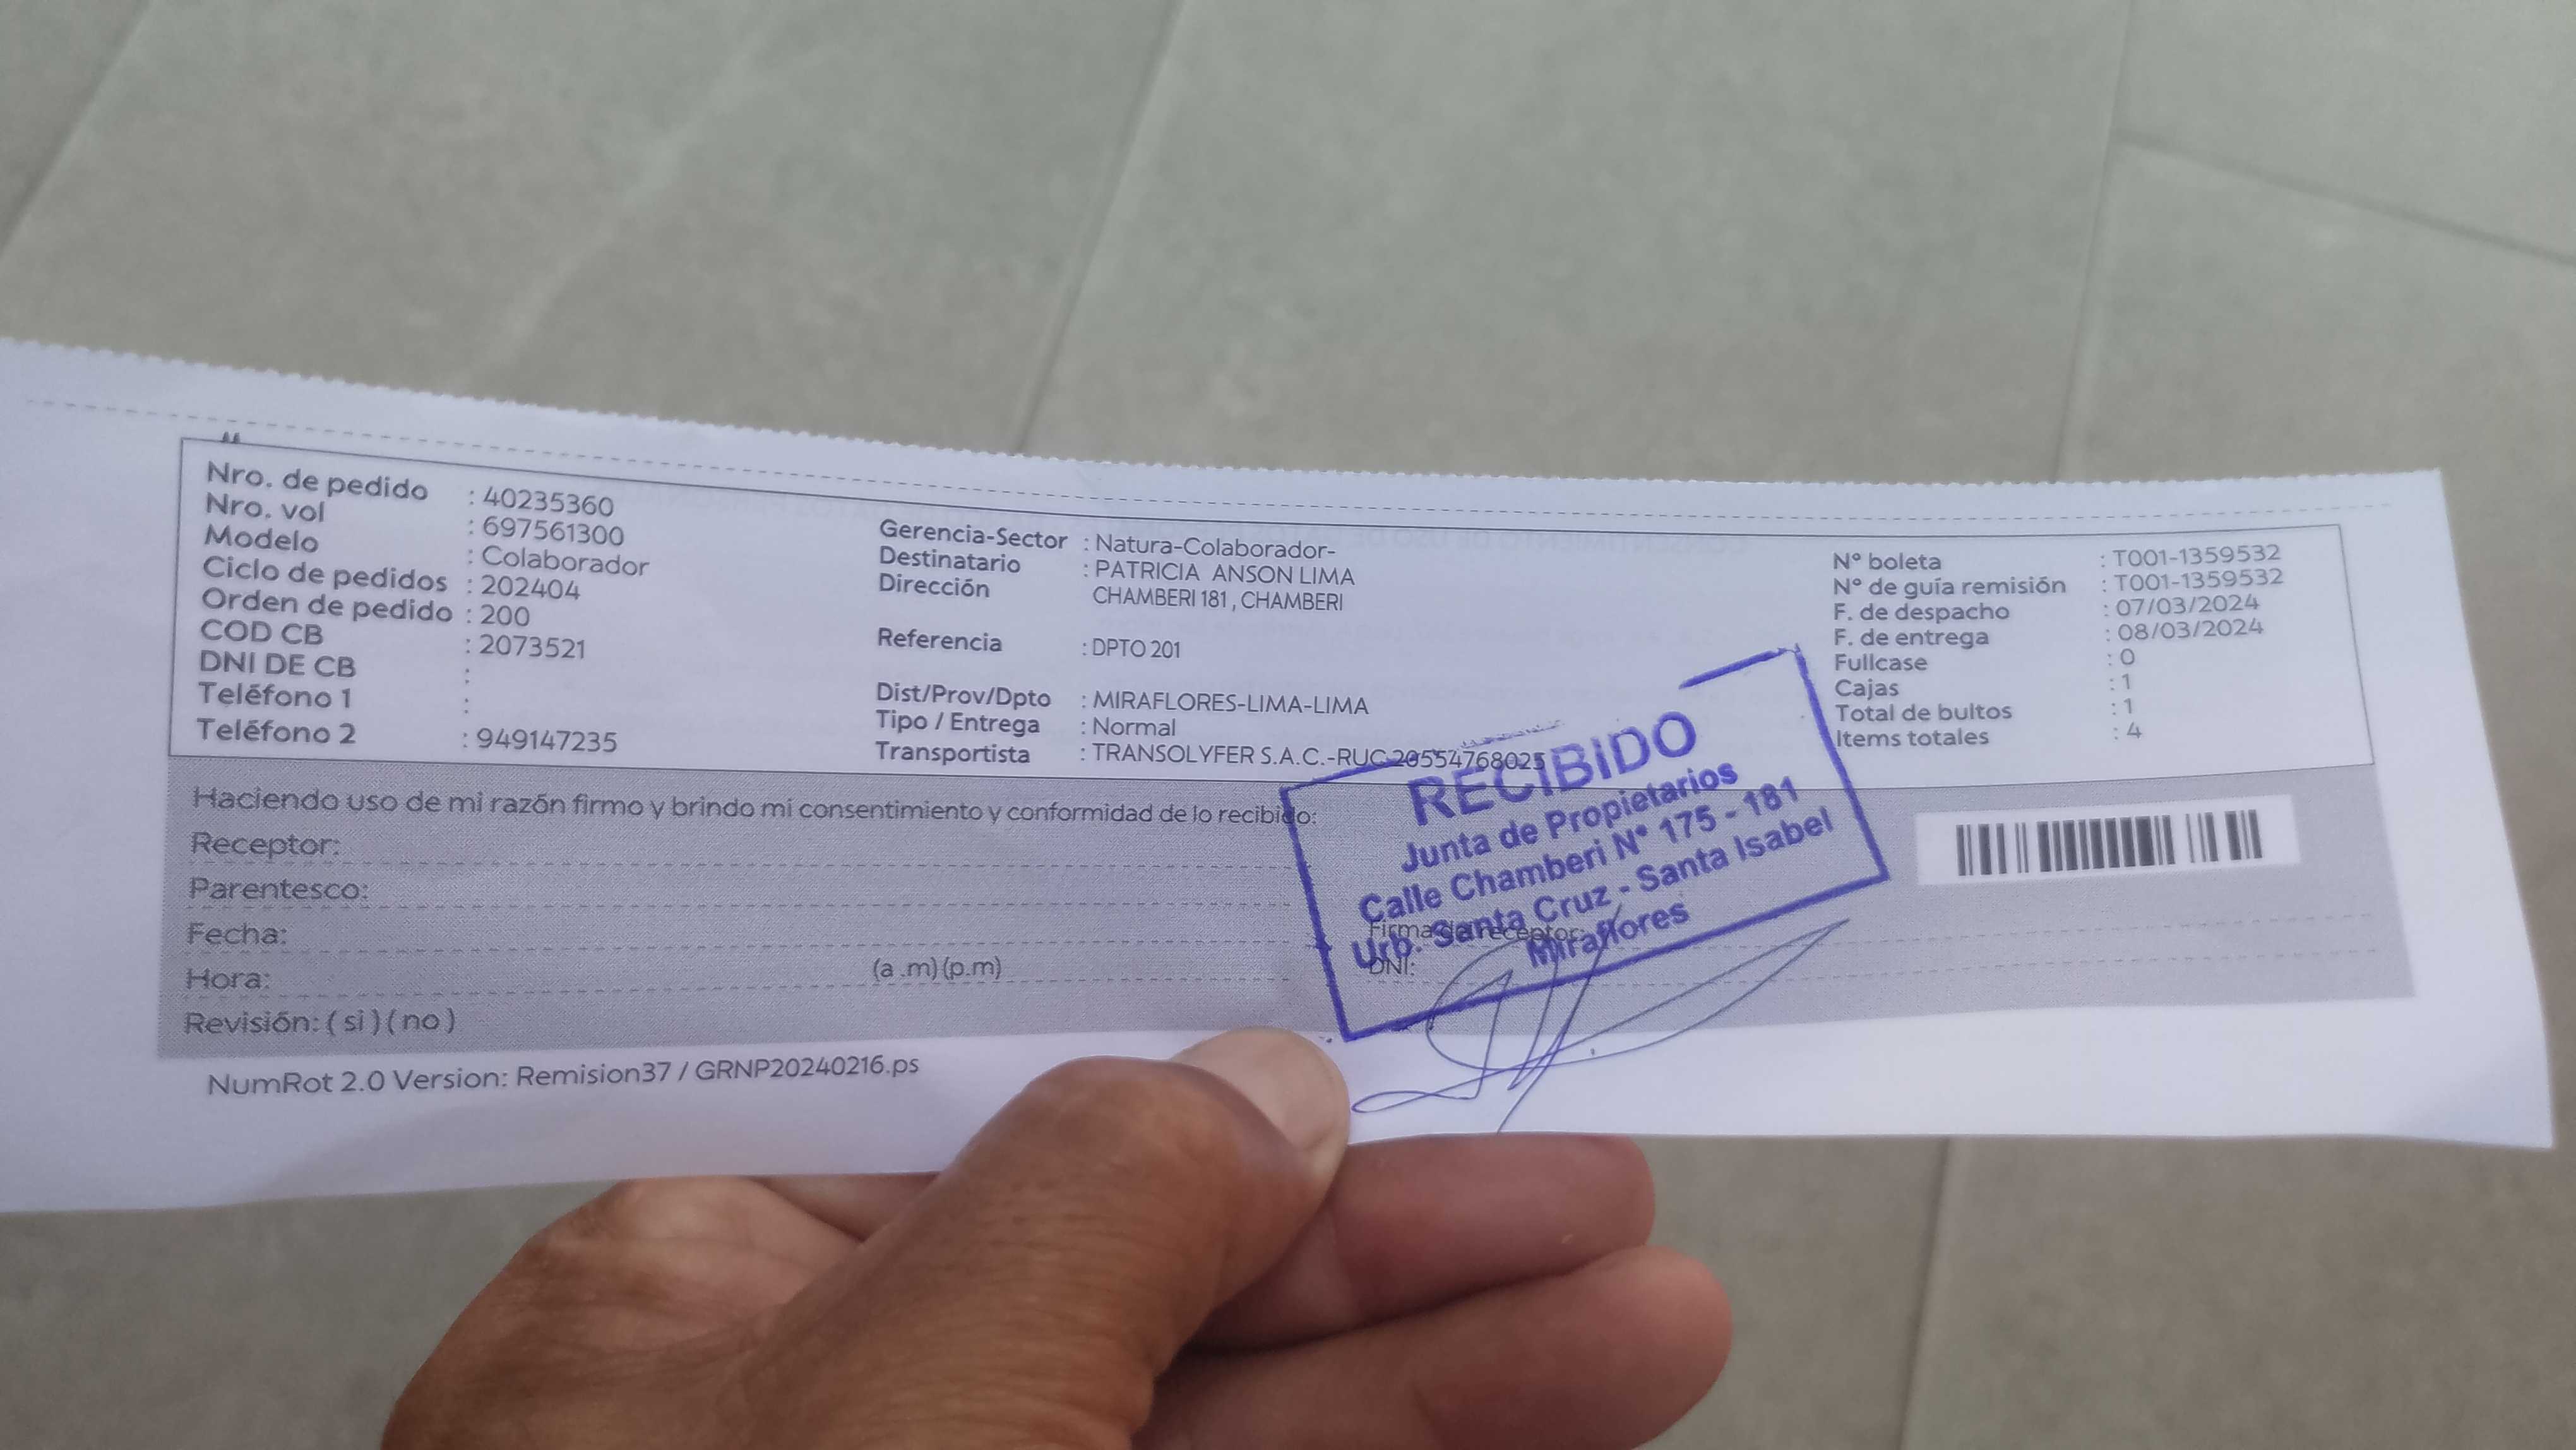 Nro. de pedido : 40235360
Nro. vol : 697561300
Modelo : Colaborador
Ciclo de pedidos : 202404
Orden de pedido : 200
COD CB : 2073521
DNI DE CB :
Teléfono 1 :
Teléfono 2 : 949147235
Gerencia-Sector : Natura-Colaborador-
Destinatario : PATRICIA ANSON LIMA
Dirección CHAMBERI 181 , CHAMBERI
Referencia : DPTO 201
Dist/Prov/Dpto : MIRAFLORES-LIMA-LIMA
Tipo / Entrega : Normal
Transportista : TRANSOLYFER S.A.C.-RUC 20554768025
Nº boleta : T001-1359532
Nº de guía remisión : T001-1359532
F. de despacho : 07/03/2024
F. de entrega : 08/03/2024
Fullcase : 0
Cajas : 1
Total de bultos : 1
Items totales : 4
Haciendo uso de mi razón firmo y brindo mi consentimiento y conformidad de lo recibido:
Receptor:
Parentesco:
Fecha:
Hora: (a .m) (p.m)
Revisión: ( si ) ( no )
Firma de receptor:
DNI:
RECIBIDO
Junta de Propietarios
Calle Chamberi Nº 175 - 181
Urb. Santa Cruz - Santa Isabel
Miraflores
NumRot 2.0 Version: Remision37 / GRNP20240216.ps